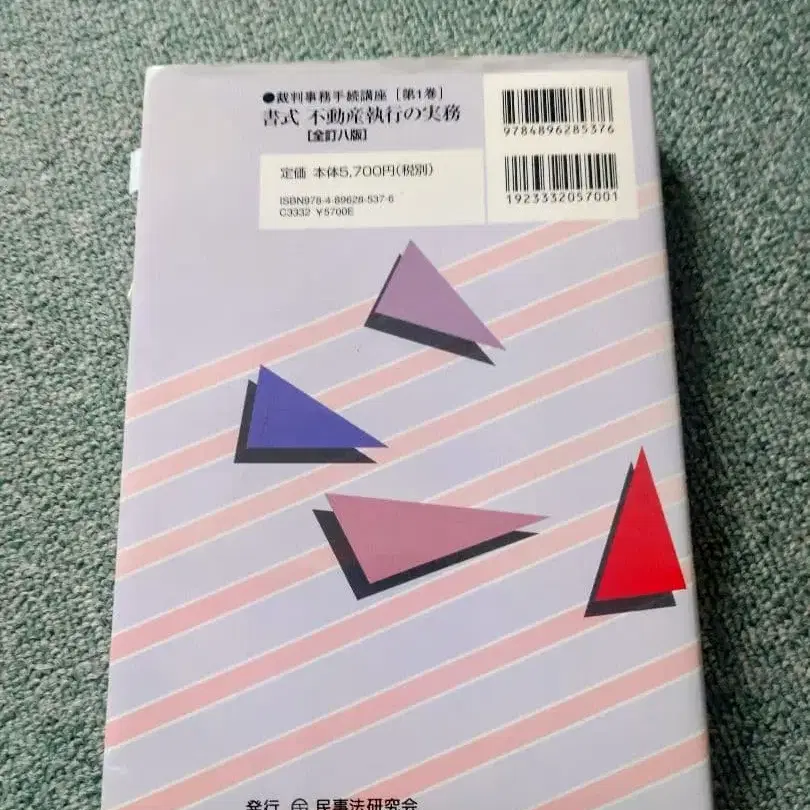 ●裁判事務手続講座［第1巻］
書式 不動産執行の実務
［全訂八版］
定価 本体5,700円(税別)
ISBN978-4-89628-537-6
C3332 ¥5700E
9784896285376
1923332057001
発行 民事法研究会